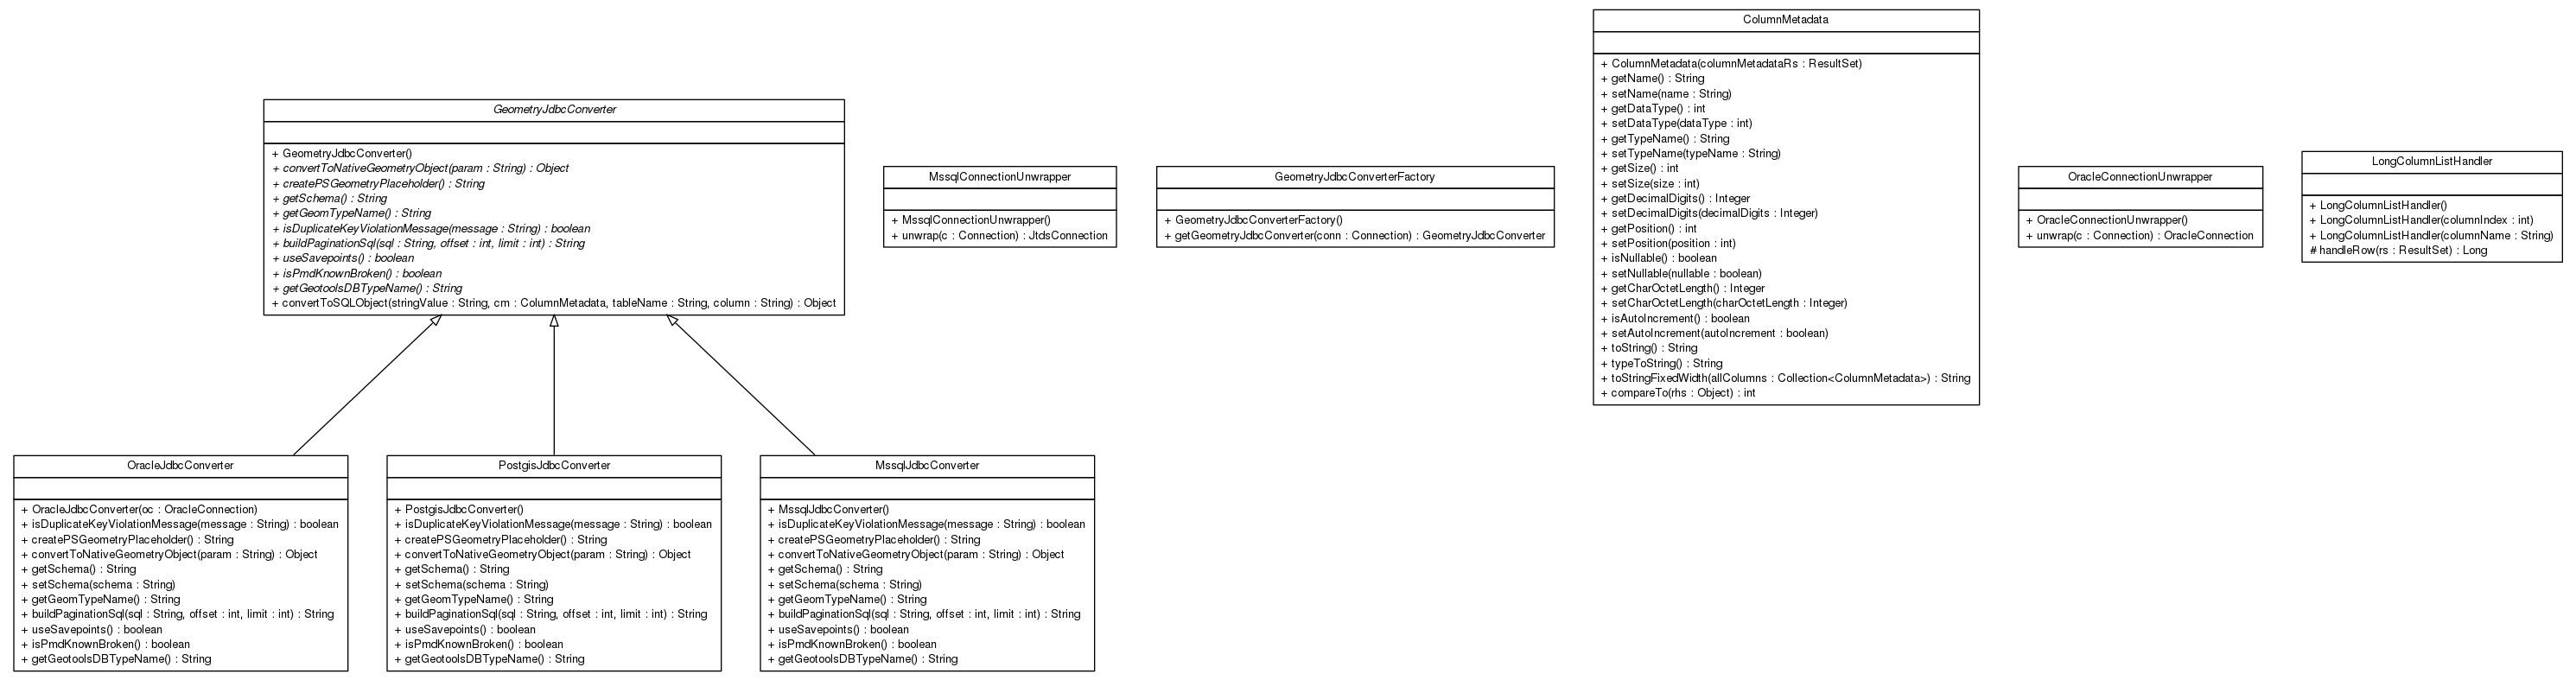 GeometryJdbcConverter
+ GeometryJdbcConverter()
+ convertToNativeGeometryObject(param : String) : Object
+ createPSGeometryPlaceholder() : String
+ getSchema() : String
+ getGeomTypeName() : String
+ isDuplicateKeyViolationMessage(message : String) : boolean
+ buildPaginationSql(sql : String, offset : int, limit : int) : String
+ useSavepoints() : boolean
+ isPmdKnownBroken() : boolean
+ getGeotoolsDBTypeName() : String
+ convertToSQLObject(stringValue : String, cm : ColumnMetadata, tableName : String, column : String) : Object
MssqlConnectionUnwrapper
+ MssqlConnectionUnwrapper()
+ unwrap(c : Connection) : JtdsConnection
GeometryJdbcConverterFactory
+ GeometryJdbcConverterFactory()
+ getGeometryJdbcConverter(conn : Connection) : GeometryJdbcConverter
ColumnMetadata
+ ColumnMetadata(columnMetadataRs : ResultSet)
+ getName() : String
+ setName(name : String)
+ getDataType() : int
+ setDataType(dataType : int)
+ getTypeName() : String
+ setTypeName(typeName : String)
+ getSize() : int
+ setSize(size : int)
+ getDecimalDigits() : Integer
+ setDecimalDigits(decimalDigits : Integer)
+ getPosition() : int
+ setPosition(position : int)
+ isNullable() : boolean
+ setNullable(nullable : boolean)
+ getCharOctetLength() : Integer
+ setCharOctetLength(charOctetLength : Integer)
+ isAutoIncrement() : boolean
+ setAutoIncrement(autoIncrement : boolean)
+ toString() : String
+ typeToString() : String
+ toStringFixedWidth(allColumns : Collection<ColumnMetadata>) : String
+ compareTo(rhs : Object) : int
OracleConnectionUnwrapper
+ OracleConnectionUnwrapper()
+ unwrap(c : Connection) : OracleConnection
LongColumnListHandler
+ LongColumnListHandler()
+ LongColumnListHandler(columnIndex : int)
+ LongColumnListHandler(columnName : String)
# handleRow(rs : ResultSet) : Long
OracleJdbcConverter
+ OracleJdbcConverter(oc : OracleConnection)
+ isDuplicateKeyViolationMessage(message : String) : boolean
+ createPSGeometryPlaceholder() : String
+ convertToNativeGeometryObject(param : String) : Object
+ getSchema() : String
+ setSchema(schema : String)
+ getGeomTypeName() : String
+ buildPaginationSql(sql : String, offset : int, limit : int) : String
+ useSavepoints() : boolean
+ isPmdKnownBroken() : boolean
+ getGeotoolsDBTypeName() : String
PostgisJdbcConverter
+ PostgisJdbcConverter()
+ isDuplicateKeyViolationMessage(message : String) : boolean
+ createPSGeometryPlaceholder() : String
+ convertToNativeGeometryObject(param : String) : Object
+ getSchema() : String
+ setSchema(schema : String)
+ getGeomTypeName() : String
+ buildPaginationSql(sql : String, offset : int, limit : int) : String
+ useSavepoints() : boolean
+ isPmdKnownBroken() : boolean
+ getGeotoolsDBTypeName() : String
MssqlJdbcConverter
+ MssqlJdbcConverter()
+ isDuplicateKeyViolationMessage(message : String) : boolean
+ createPSGeometryPlaceholder() : String
+ convertToNativeGeometryObject(param : String) : Object
+ getSchema() : String
+ setSchema(schema : String)
+ getGeomTypeName() : String
+ buildPaginationSql(sql : String, offset : int, limit : int) : String
+ useSavepoints() : boolean
+ isPmdKnownBroken() : boolean
+ getGeotoolsDBTypeName() : String